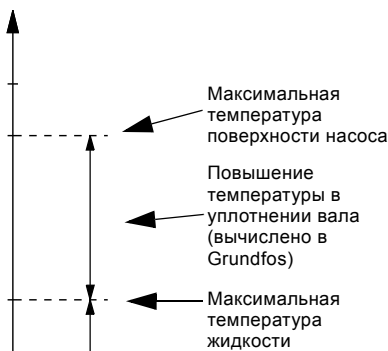 Максимальная
температура
поверхности насоса
Повышение
температуры в
уплотнении вала
(вычислено в
Grundfos)
Максимальная
температура
жидкости